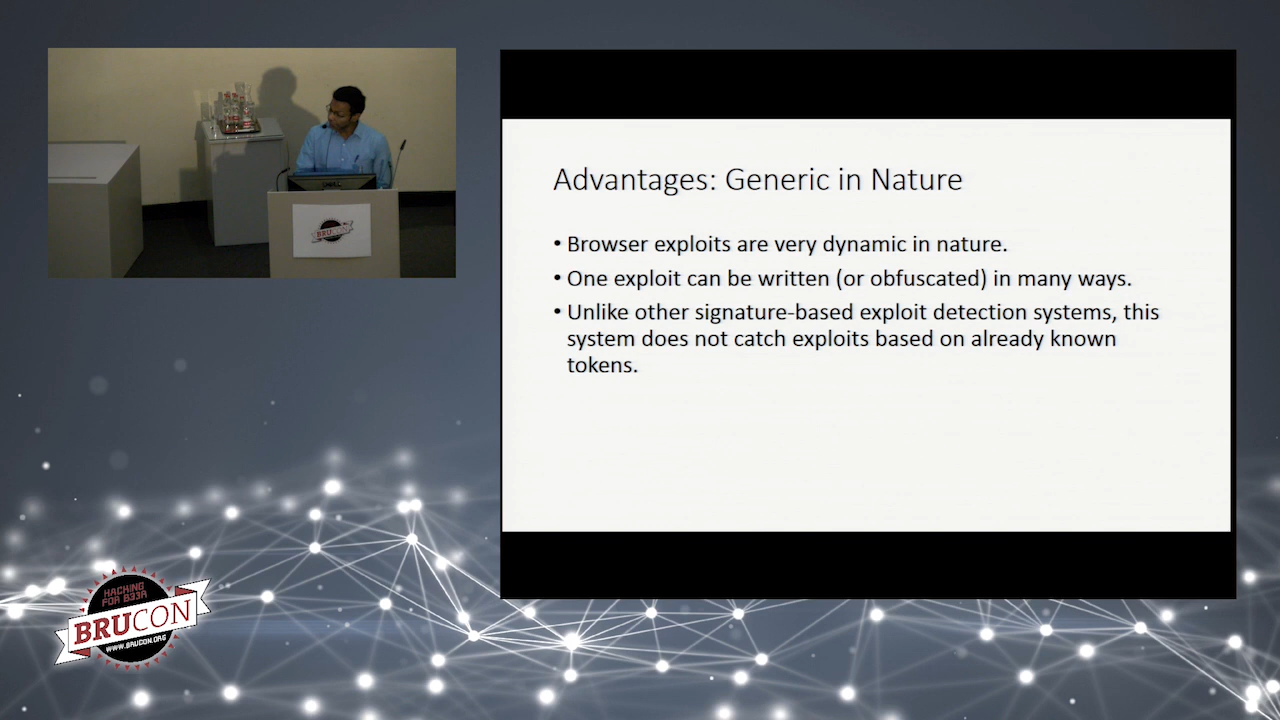 Advantages: Generic in Nature
• Browser exploits are very dynamic in nature.
• One exploit can be written (or obfuscated) in many ways.
• Unlike other signature-based exploit detection systems, this
system does not catch exploits based on already known
tokens.
BRUCON
HACKING
FOR B33R
BRUCON
WWW.BRUCON.ORG